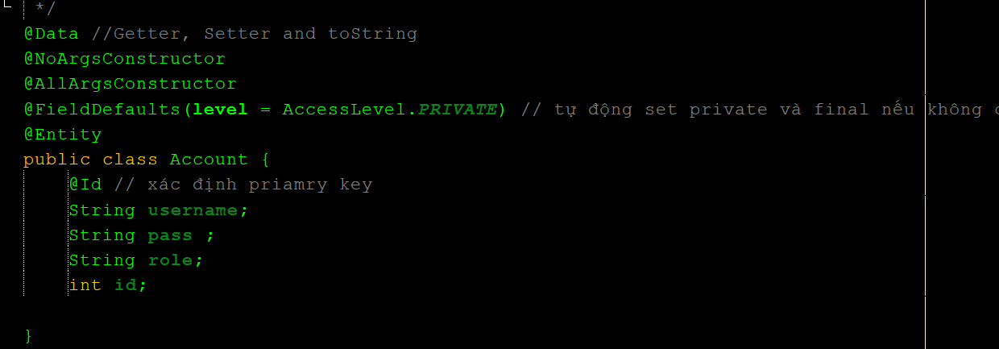 */
@Data //Getter, Setter and toString
@NoArgsConstructor
@AllArgsConstructor
@FieldDefaults(level = AccessLevel.PRIVATE) // tự động set private và final nếu không
@Entity
public class Account {
@Id // xác định priamry key
String username;
String pass ;
String role;
int id;
}